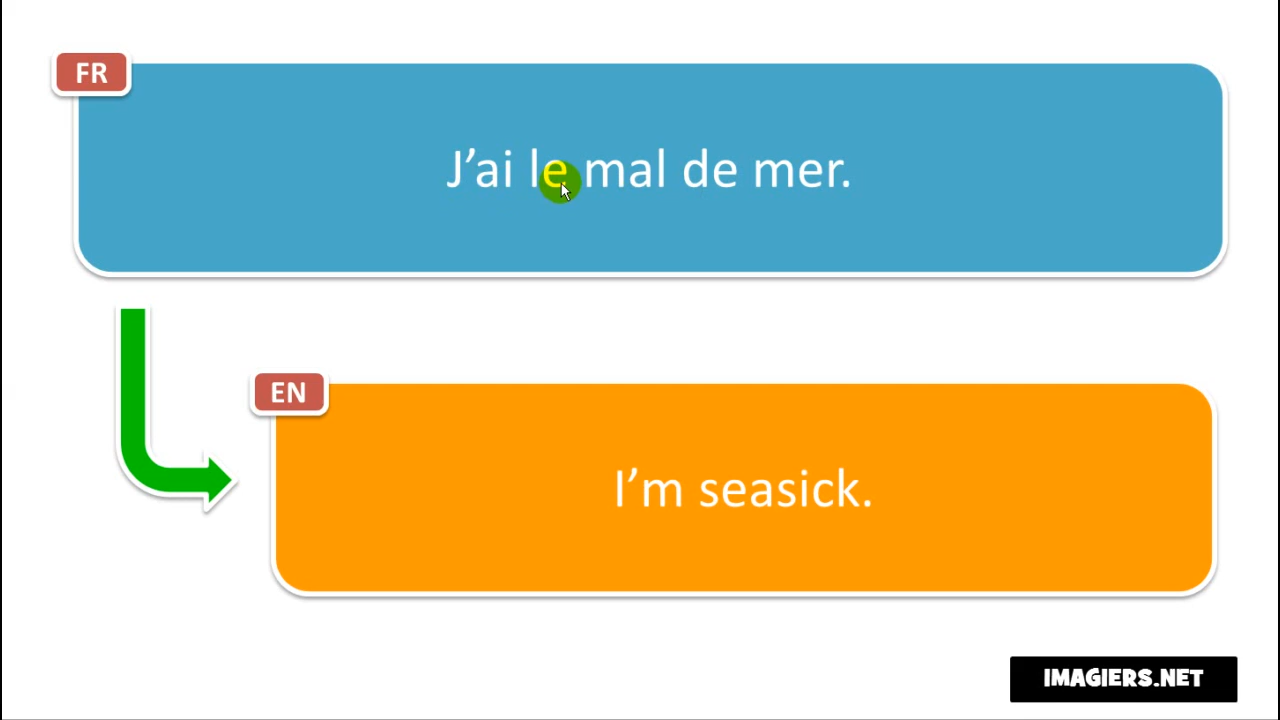 FR
J’ai le mal de mer.
EN
I’m seasick.
IMAGIERS.NET